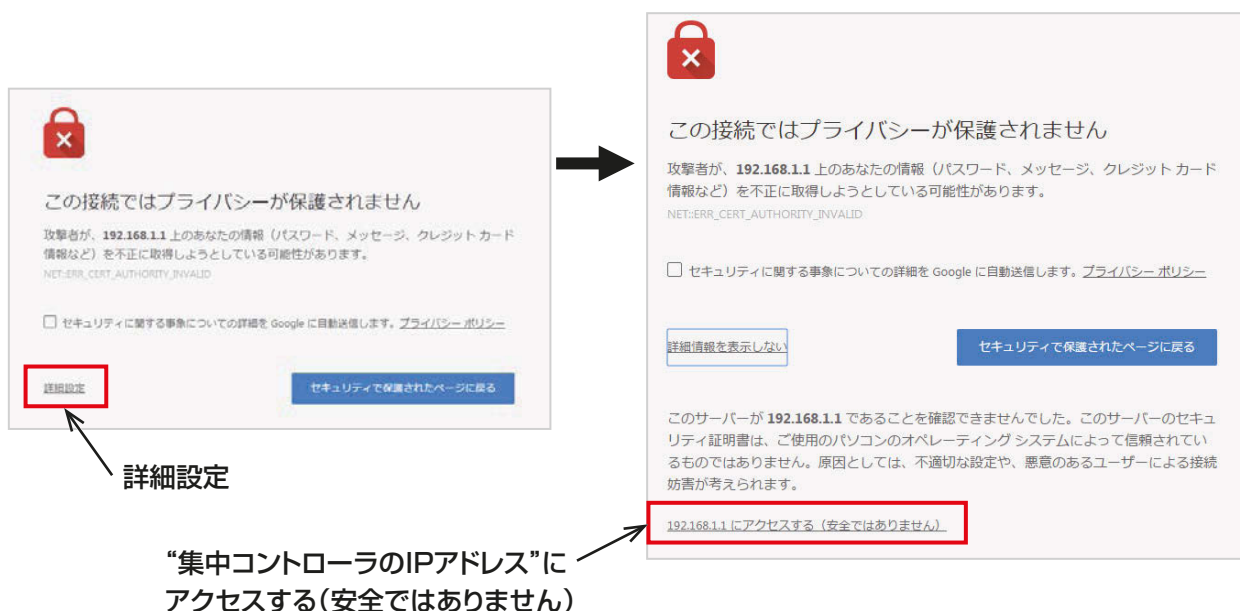 この接続ではプライバシーが保護されません
攻撃者が、192.168.1.1 上のあなたの情報（パスワード、メッセージ、クレジット カード
情報など）を不正に取得しようとしている可能性があります。
NET::ERR_CERT_AUTHORITY_INVALID
セキュリティに関する事象についての詳細を Google に自動送信します。プライバシー ポリシー
詳細設定
セキュリティで保護されたページに戻る
詳細設定
この接続ではプライバシーが保護されません
攻撃者が、192.168.1.1 上のあなたの情報（パスワード、メッセージ、クレジット カード
情報など）を不正に取得しようとしている可能性があります。
NET::ERR_CERT_AUTHORITY_INVALID
セキュリティに関する事象についての詳細を Google に自動送信します。プライバシー ポリシー
詳細情報を表示しない
セキュリティで保護されたページに戻る
このサーバーが 192.168.1.1 であることを確認できませんでした。このサーバーのセキュ
リティ証明書は、ご使用のパソコンのオペレーティング システムによって信頼されてい
るものではありません。原因としては、不適切な設定や、悪意のあるユーザーによる接続
妨害が考えられます。
192.168.1.1 にアクセスする（安全ではありません）
“集中コントローラのIPアドレス”に
アクセスする（安全ではありません）